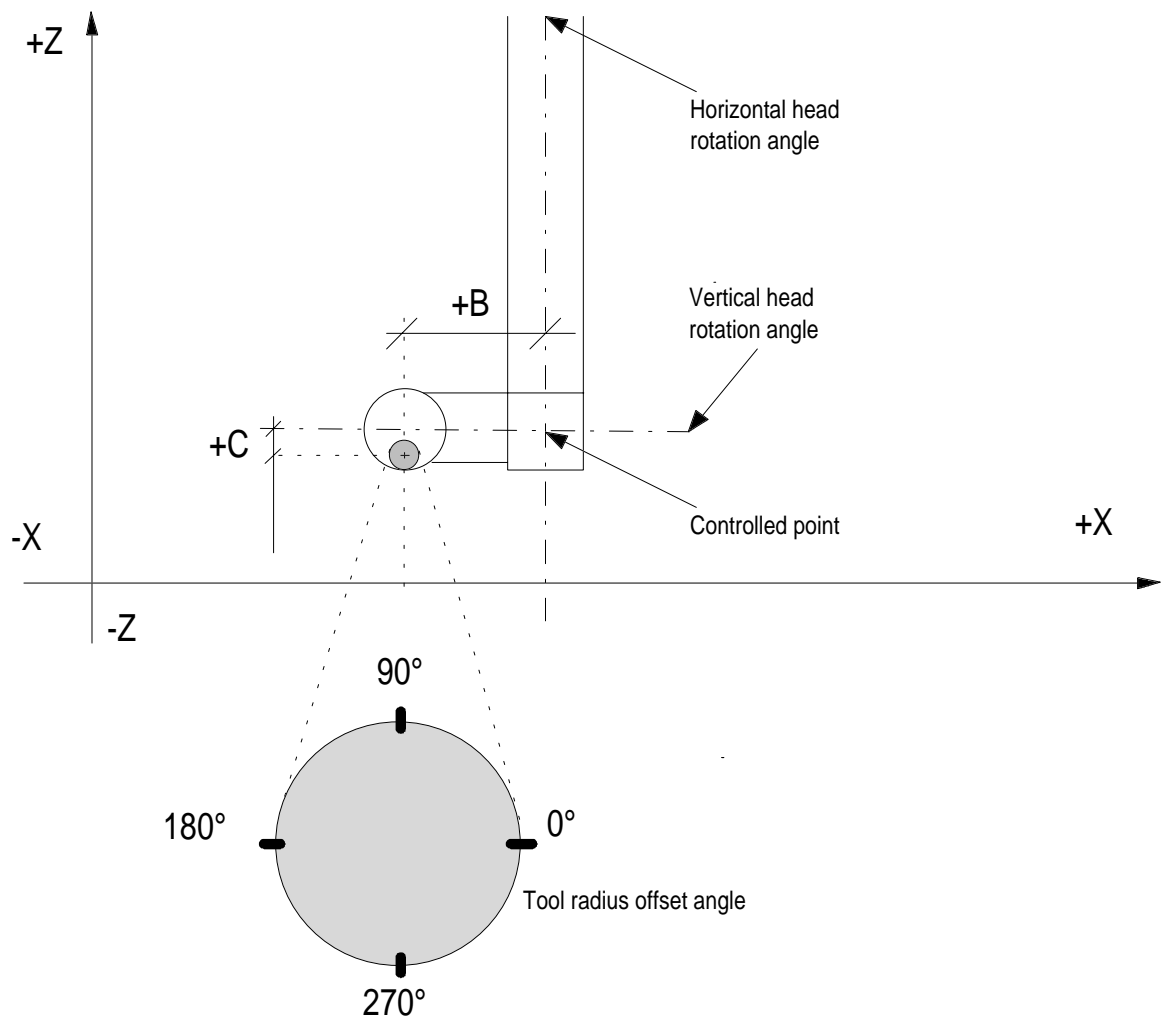 +Z
Horizontal head
rotation angle
+B
Vertical head
rotation angle
+C
Controlled point
-X
+X
-Z
90°
180°
0°
Tool radius offset angle
270°